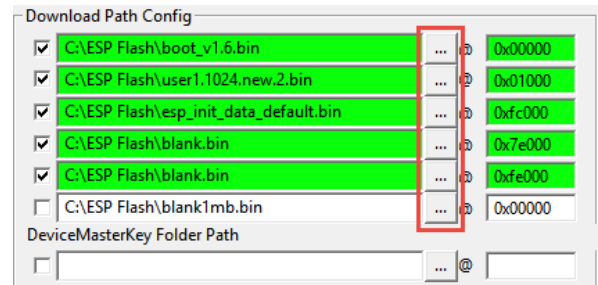 Download Path Config
C:\ESP Flash\boot_v1.6.bin ... @ 0x00000
C:\ESP Flash\user1.1024.new.2.bin ... @ 0x01000
C:\ESP Flash\esp_init_data_default.bin ... @ 0xfc000
C:\ESP Flash\blank.bin ... @ 0x7e000
C:\ESP Flash\blank.bin ... @ 0xfe000
C:\ESP Flash\blank1mb.bin ... @ 0x00000
DeviceMasterKey Folder Path
... @